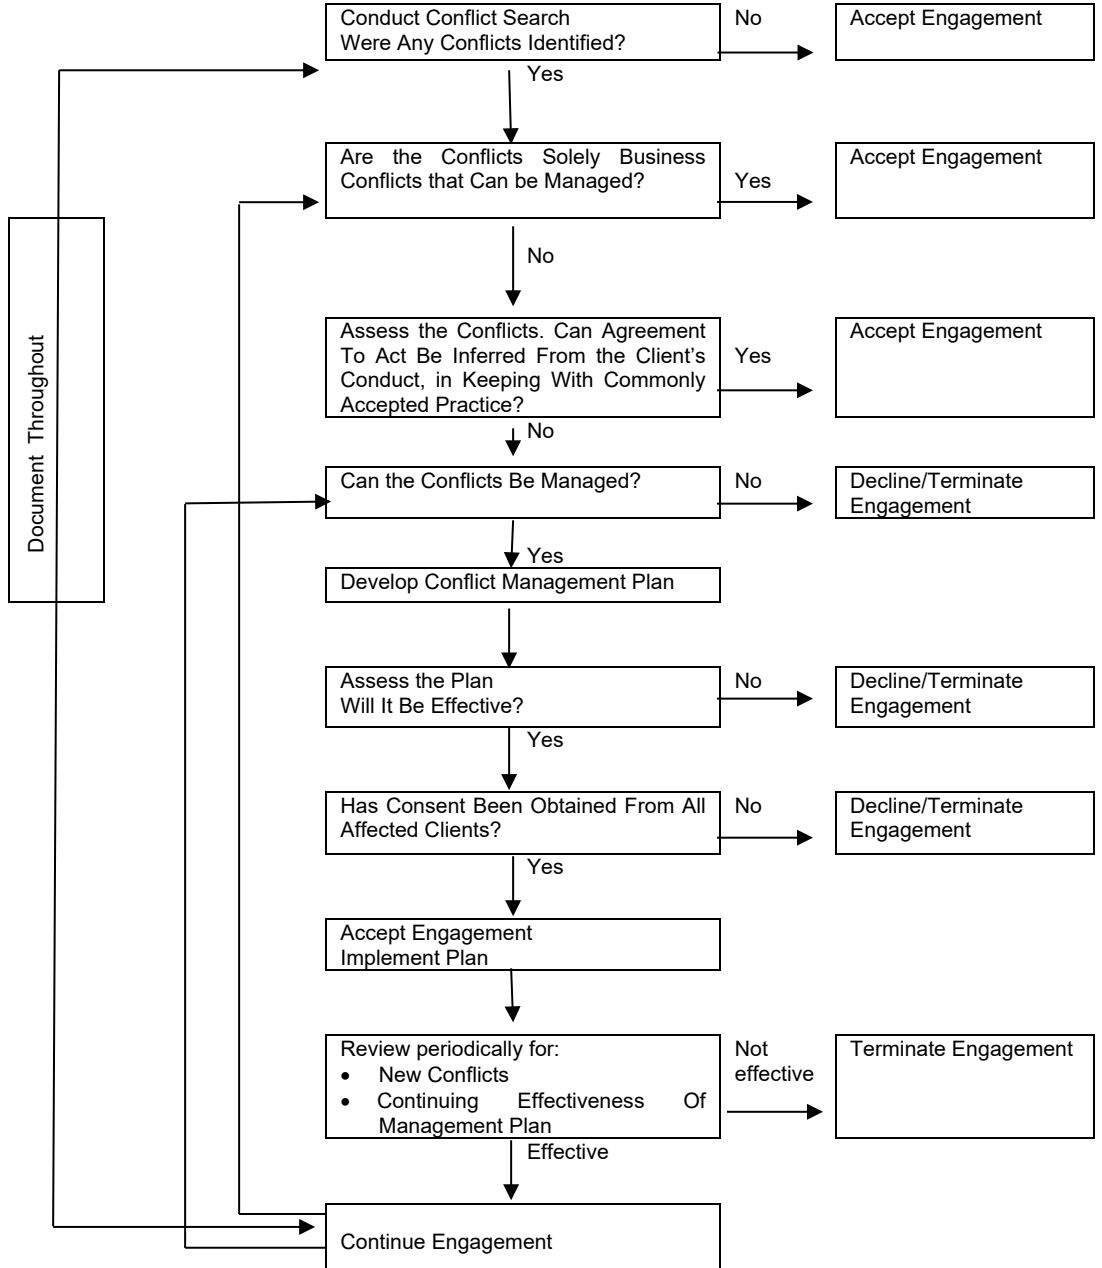 Conduct Conflict Search
Were Any Conflicts Identified?
No
Accept Engagement
Yes
Are the Conflicts Solely Business
Conflicts that Can be Managed?
Yes
Accept Engagement
No
Assess the Conflicts. Can Agreement
To Act Be Inferred From the Client's
Conduct, in Keeping With Commonly
Accepted Practice?
Yes
Accept Engagement
No
Document Throughout
Can the Conflicts Be Managed?
No
Decline/Terminate
Engagement
Yes
Develop Conflict Management Plan
Assess the Plan
Will It Be Effective?
No
Decline/Terminate
Engagement
Yes
Has Consent Been Obtained From All
Affected Clients?
No
Decline/Terminate
Engagement
Yes
Accept Engagement
Implement Plan
Review periodically for:
• New Conflicts
• Continuing Effectiveness Of
Management Plan
Not
effective
Terminate Engagement
Effective
Continue Engagement